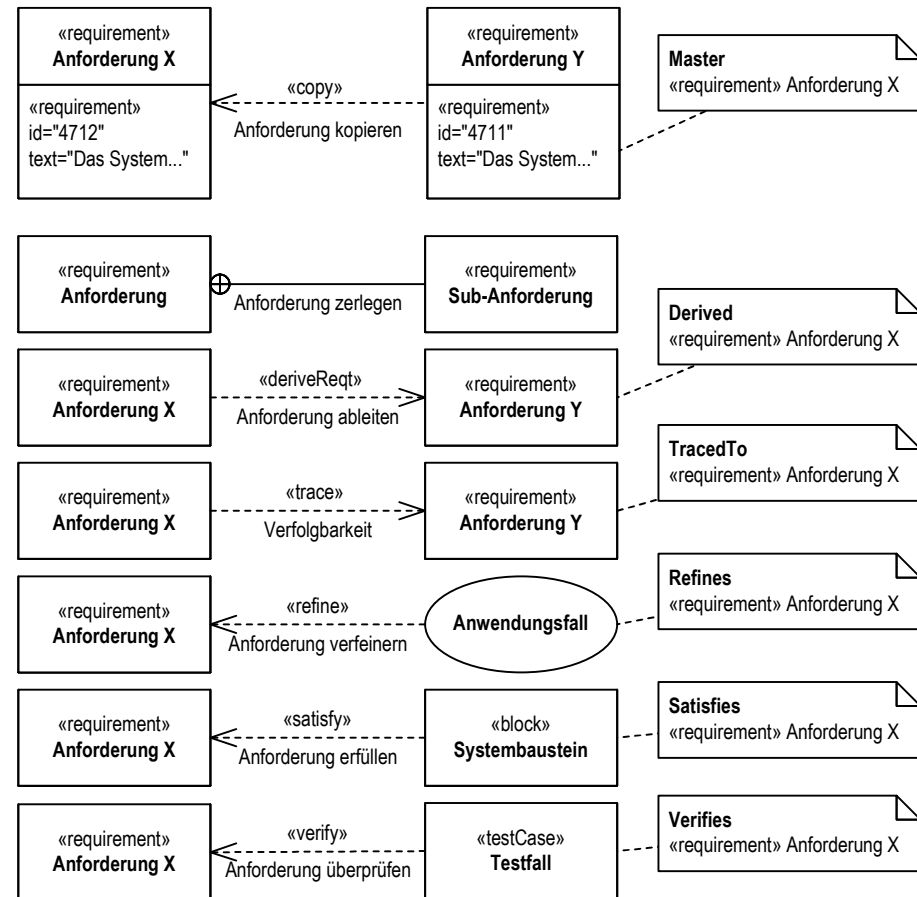 «requirement»
Anforderung X
«requirement»
id="4712"
text="Das System..."
«copy»
Anforderung kopieren
«requirement»
Anforderung Y
«requirement»
id="4711"
text="Das System..."
Master
«requirement» Anforderung X
«requirement»
Anforderung
Anforderung zerlegen
«requirement»
Sub-Anforderung
«requirement»
Anforderung X
«deriveReqt»
Anforderung ableiten
«requirement»
Anforderung Y
Derived
«requirement» Anforderung X
«requirement»
Anforderung X
«trace»
Verfolgbarkeit
«requirement»
Anforderung Y
TracedTo
«requirement» Anforderung X
«requirement»
Anforderung X
«refine»
Anforderung verfeinern
Anwendungsfall
Refines
«requirement» Anforderung X
«requirement»
Anforderung X
«satisfy»
Anforderung erfüllen
«block»
Systembaustein
Satisfies
«requirement» Anforderung X
«requirement»
Anforderung X
«verify»
Anforderung überprüfen
«testCase»
Testfall
Verifies
«requirement» Anforderung X